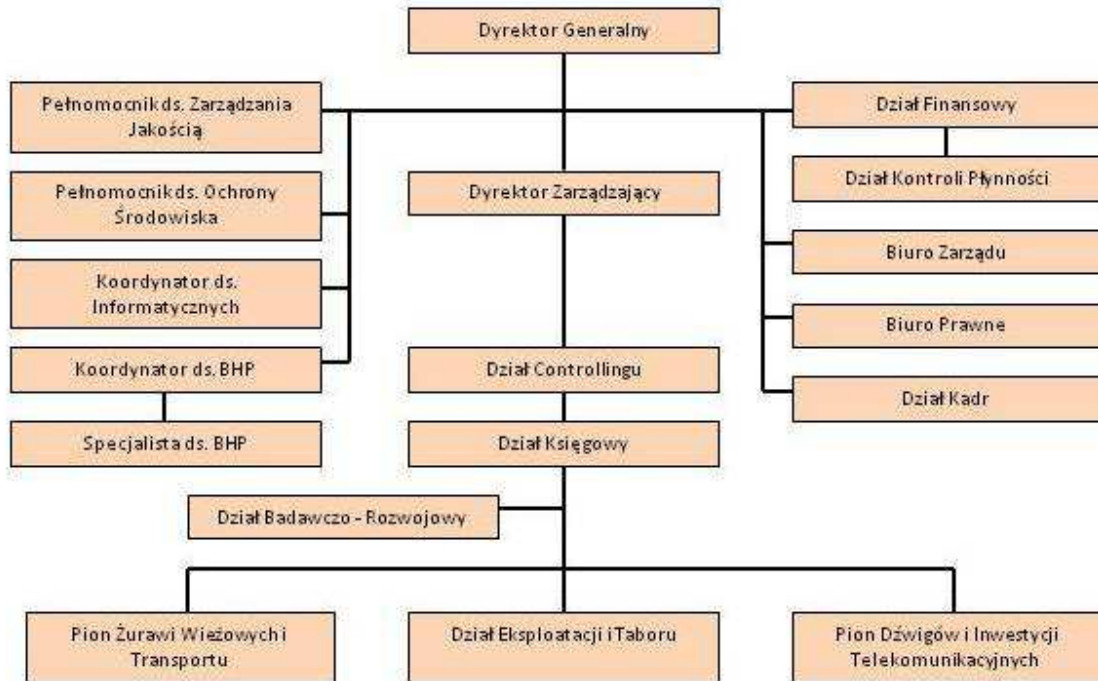 Dyrektor Generalny
Pełnomocnik ds. Zarządzania
Jakością
Dział Finansowy
Pełnomocnik ds. Ochrony
Środowiska
Dyrektor Zarządzający
Dział Kontroli Płynności
Koordynator ds.
Informatycznych
Biuro Zarządu
Biuro Prawne
Koordynator ds. BHP
Dział Controllingu
Dział Kadr
Specjalista ds. BHP
Dział Księgowy
Dział Badawczo - Rozwojowy
Pion Żurawi Wieżowych i
Transportu
Dział Eksploatacji i Taboru
Pion Dźwigów i Inwestycji
Telekomunikacyjnych